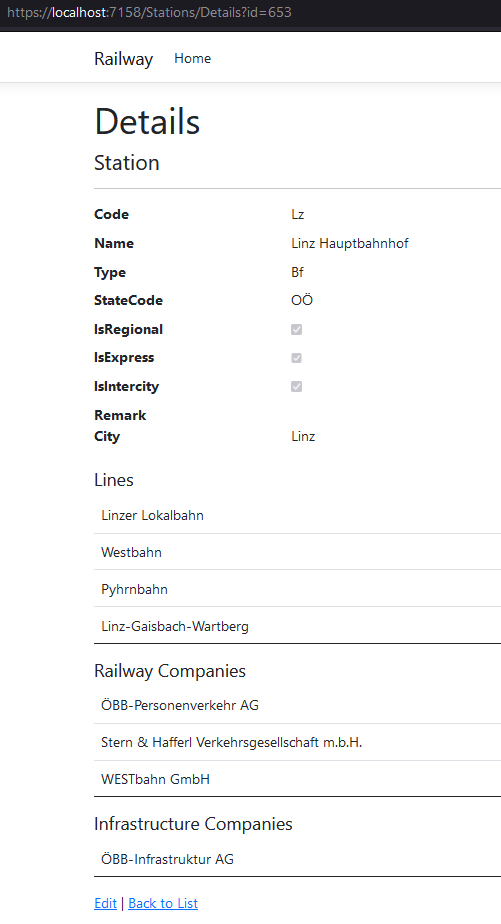 https://localhost:7158/Stations/Details?id=653
Railway Home
Details
Station
Code Lz
Name Linz Hauptbahnhof
Type Bf
StateCode OÖ
IsRegional
IsExpress
IsIntercity
Remark
City Linz
Lines
Linzer Lokalbahn
Westbahn
Pyhrnbahn
Linz-Gaisbach-Wartberg
Railway Companies
ÖBB-Personenverkehr AG
Stern & Hafferl Verkehrsgesellschaft m.b.H.
WESTbahn GmbH
Infrastructure Companies
ÖBB-Infrastruktur AG
Edit | Back to List